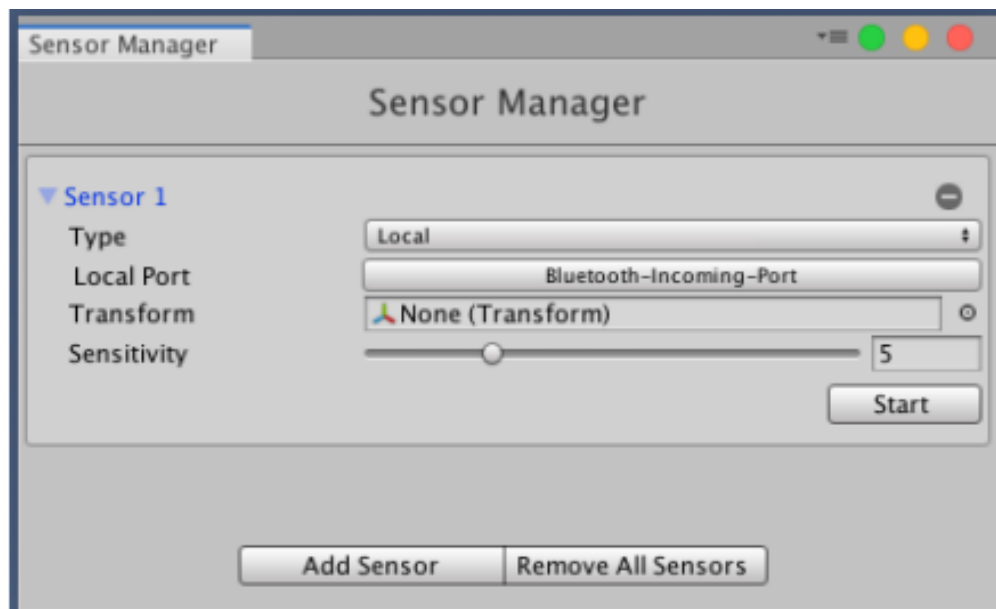 Sensor Manager
Sensor Manager
Sensor 1
Type Local
Local Port Bluetooth-Incoming-Port
Transform None (Transform)
Sensitivity 5
Start
Add Sensor Remove All Sensors